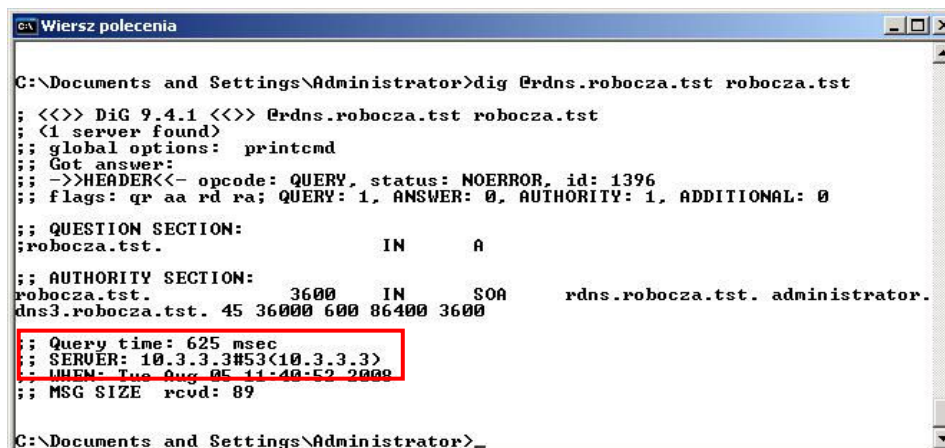 Wiersz polecenia
C:\Documents and Settings\Administrator>dig @rdns.robocza.tst robocza.tst
; <<>> DiG 9.4.1 <<>> @rdns.robocza.tst robocza.tst
; (1 server found)
;; global options:  printcmd
;; Got answer:
;; ->>HEADER<<- opcode: QUERY, status: NOERROR, id: 1396
;; flags: qr aa rd ra; QUERY: 1, ANSWER: 0, AUTHORITY: 1, ADDITIONAL: 0
;; QUESTION SECTION:
;robocza.tst.                   IN      A
;; AUTHORITY SECTION:
robocza.tst.            3600    IN      SOA     rdns.robocza.tst. administrator.
dns3.robocza.tst. 45 36000 600 86400 3600
;; Query time: 625 msec
;; SERVER: 10.3.3.3#53(10.3.3.3)
;; WHEN: Tue Aug 05 11:40:52 2008
;; MSG SIZE  rcvd: 89
C:\Documents and Settings\Administrator>_